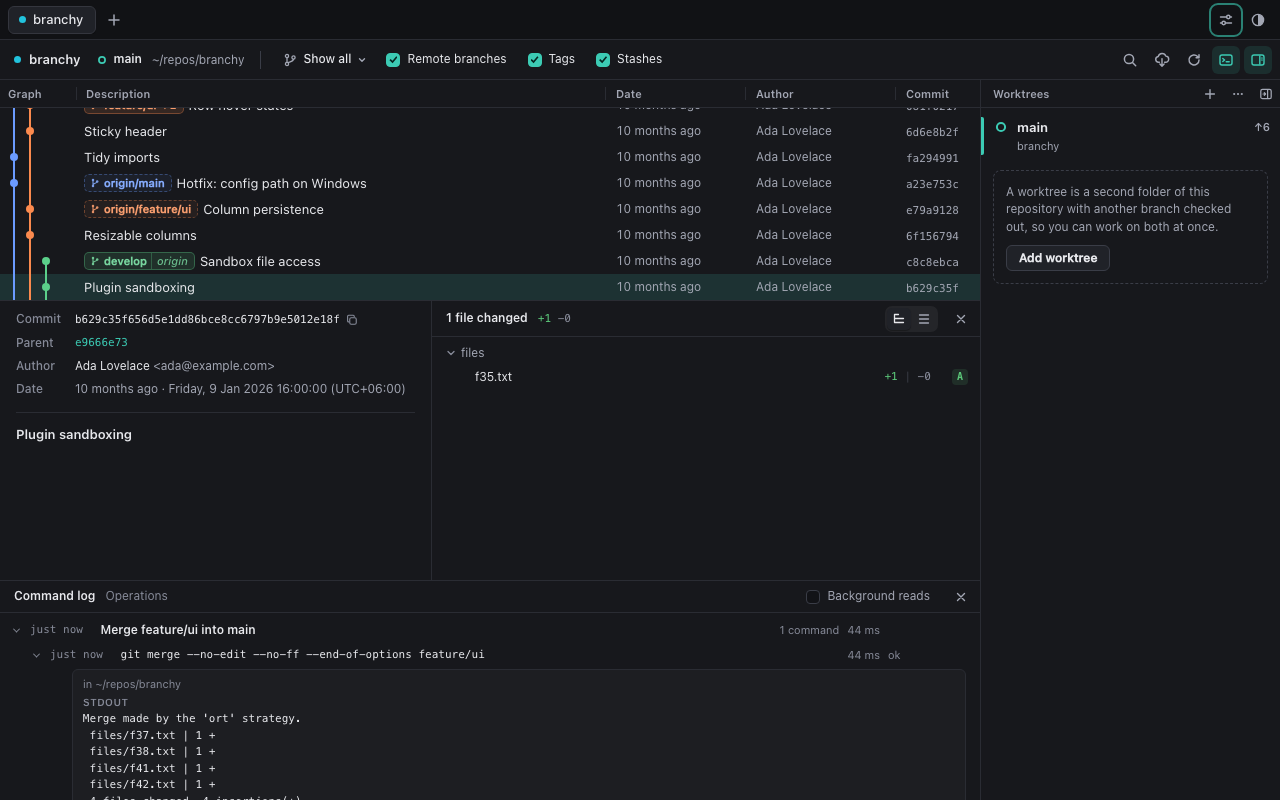 branchy
branchy main ~/repos/branchy Show all Remote branches Tags Stashes
Graph Description Date Author Commit Worktrees
Sticky header 10 months ago Ada Lovelace 6d6e8b2f
Tidy imports 10 months ago Ada Lovelace fa294991
origin/main Hotfix: config path on Windows 10 months ago Ada Lovelace a23e753c
origin/feature/ui Column persistence 10 months ago Ada Lovelace e79a9128
Resizable columns 10 months ago Ada Lovelace 6f156794
develop origin Sandbox file access 10 months ago Ada Lovelace c8c8ebca
Plugin sandboxing 10 months ago Ada Lovelace b629c35f
main ↑6
branchy
A worktree is a second folder of this
repository with another branch checked
out, so you can work on both at once.
Add worktree
Commit b629c35f656d5e1dd86bce8cc6797b9e5012e18f
Parent e9666e73
Author Ada Lovelace <ada@example.com>
Date 10 months ago · Friday, 9 Jan 2026 16:00:00 (UTC+06:00)
Plugin sandboxing
1 file changed +1 −0
files
f35.txt +1 | −0 A
Command log Operations Background reads
just now Merge feature/ui into main 1 command 44 ms
just now git merge --no-edit --no-ff --end-of-options feature/ui 44 ms ok
in ~/repos/branchy
STDOUT
Merge made by the 'ort' strategy.
files/f37.txt | 1 +
files/f38.txt | 1 +
files/f41.txt | 1 +
files/f42.txt | 1 +